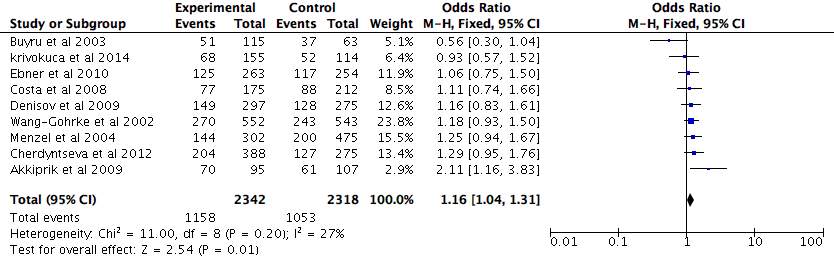 Experimental Control Odds Ratio Odds Ratio
Study or Subgroup Events Total Events Total Weight M-H, Fixed, 95% CI M-H, Fixed, 95% CI
Buyru et al 2003 51 115 37 63 5.1% 0.56 [0.30, 1.04]
krivokuca et al 2014 68 155 52 114 6.4% 0.93 [0.57, 1.52]
Ebner et al 2010 125 263 117 254 11.9% 1.06 [0.75, 1.50]
Costa et al 2008 77 175 88 212 8.5% 1.11 [0.74, 1.66]
Denisov et al 2009 149 297 128 275 12.6% 1.16 [0.83, 1.61]
Wang-Gohrke et al 2002 270 552 243 543 23.8% 1.18 [0.93, 1.50]
Menzel et al 2004 144 302 200 475 15.5% 1.25 [0.94, 1.67]
Cherdyntseva et al 2012 204 388 127 275 13.4% 1.29 [0.95, 1.76]
Akkiprik et al 2009 70 95 61 107 2.9% 2.11 [1.16, 3.83]
Total (95% CI) 2342 2318 100.0% 1.16 [1.04, 1.31]
Total events 1158 1053
Heterogeneity: Chi² = 11.00, df = 8 (P = 0.20); I² = 27%
Test for overall effect: Z = 2.54 (P = 0.01)
0.01 0.1 1 10 100